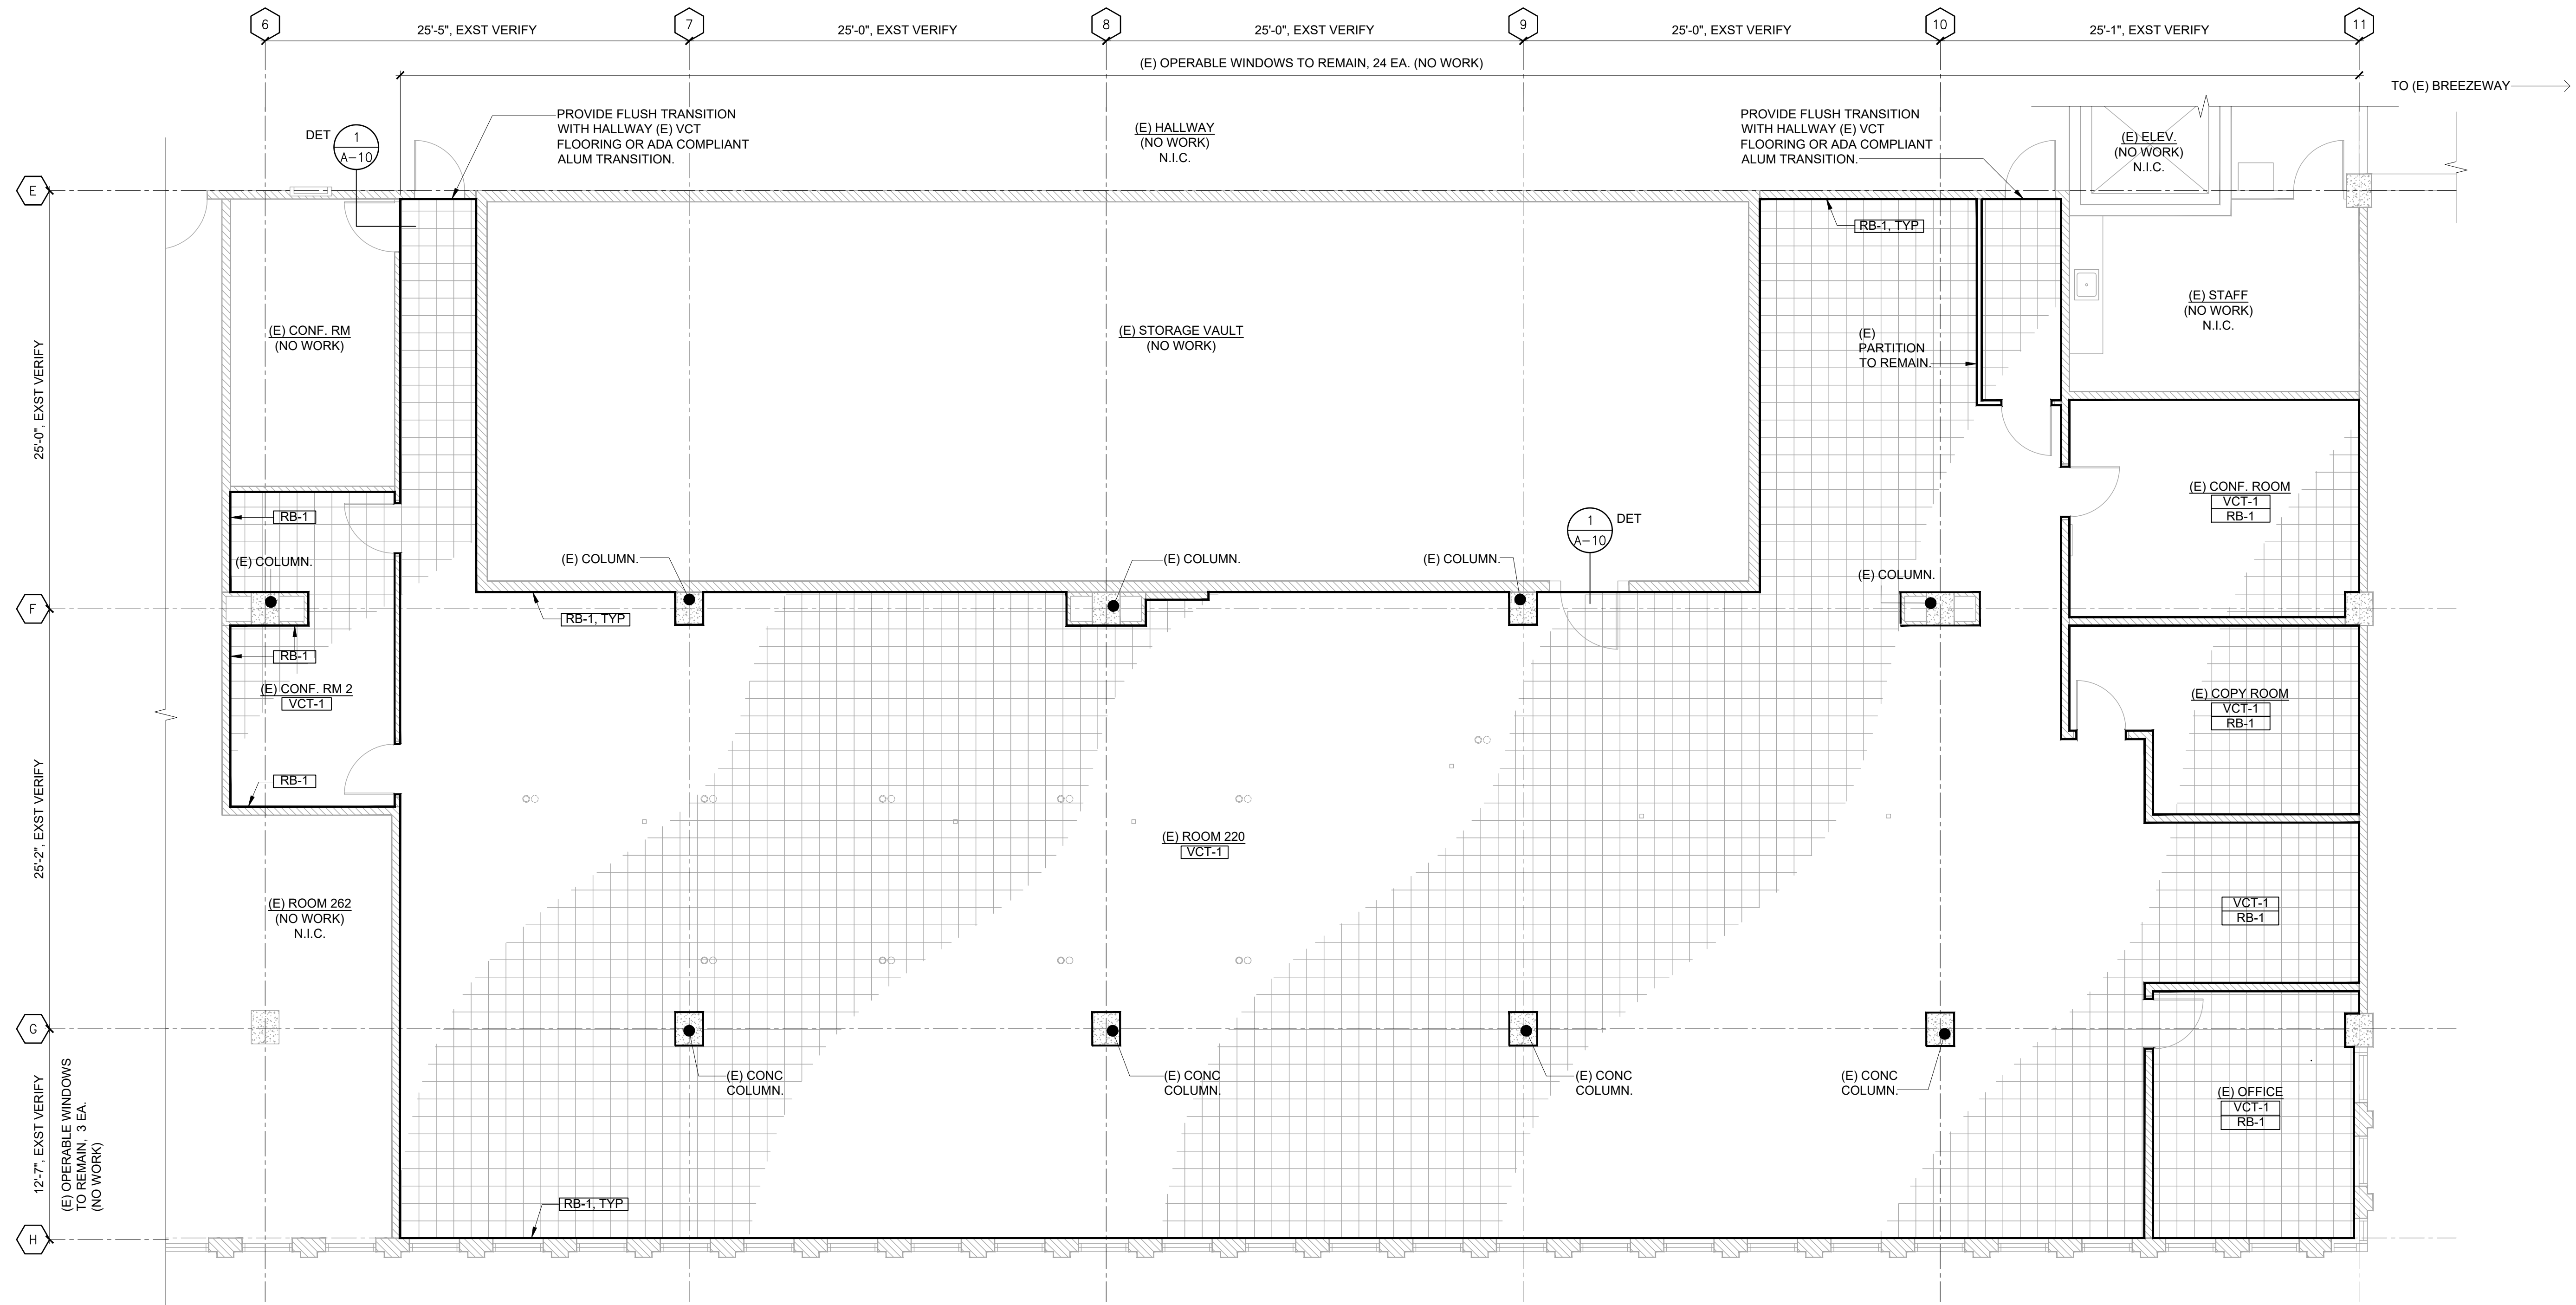 6
7
8
9
10
11
25'-5", EXST VERIFY
25'-0", EXST VERIFY
25'-0", EXST VERIFY
25'-0", EXST VERIFY
25'-1", EXST VERIFY
(E) OPERABLE WINDOWS TO REMAIN, 24 EA. (NO WORK)
TO (E) BREEZEWAY
DET
1
A-10
PROVIDE FLUSH TRANSITION
WITH HALLWAY (E) VCT
FLOORING OR ADA COMPLIANT
ALUM TRANSITION.
(E) HALLWAY
(NO WORK)
N.I.C.
PROVIDE FLUSH TRANSITION
WITH HALLWAY (E) VCT
FLOORING OR ADA COMPLIANT
ALUM TRANSITION.
(E) ELEV.
(NO WORK)
N.I.C.
E
RB-1, TYP
(E) STAFF
(NO WORK)
N.I.C.
(E) CONF. RM
(NO WORK)
(E) STORAGE VAULT
(NO WORK)
(E)
PARTITION
TO REMAIN.
25'-0", EXST VERIFY
(E) CONF. ROOM
VCT-1
RB-1
RB-1
1
A-10
DET
(E) COLUMN.
(E) COLUMN.
(E) COLUMN.
(E) COLUMN.
(E) COLUMN.
F
RB-1, TYP
RB-1
(E) CONF. RM 2
VCT-1
(E) COPY ROOM
VCT-1
RB-1
RB-1
25'-2", EXST VERIFY
(E) ROOM 220
VCT-1
(E) ROOM 262
(NO WORK)
N.I.C.
VCT-1
RB-1
G
(E) CONC
COLUMN.
(E) CONC
COLUMN.
(E) CONC
COLUMN.
(E) CONC
COLUMN.
(E) OFFICE
VCT-1
RB-1
12'-7", EXST VERIFY
(E) OPERABLE WINDOWS
TO REMAIN, 3 EA.
(NO WORK)
RB-1, TYP
H